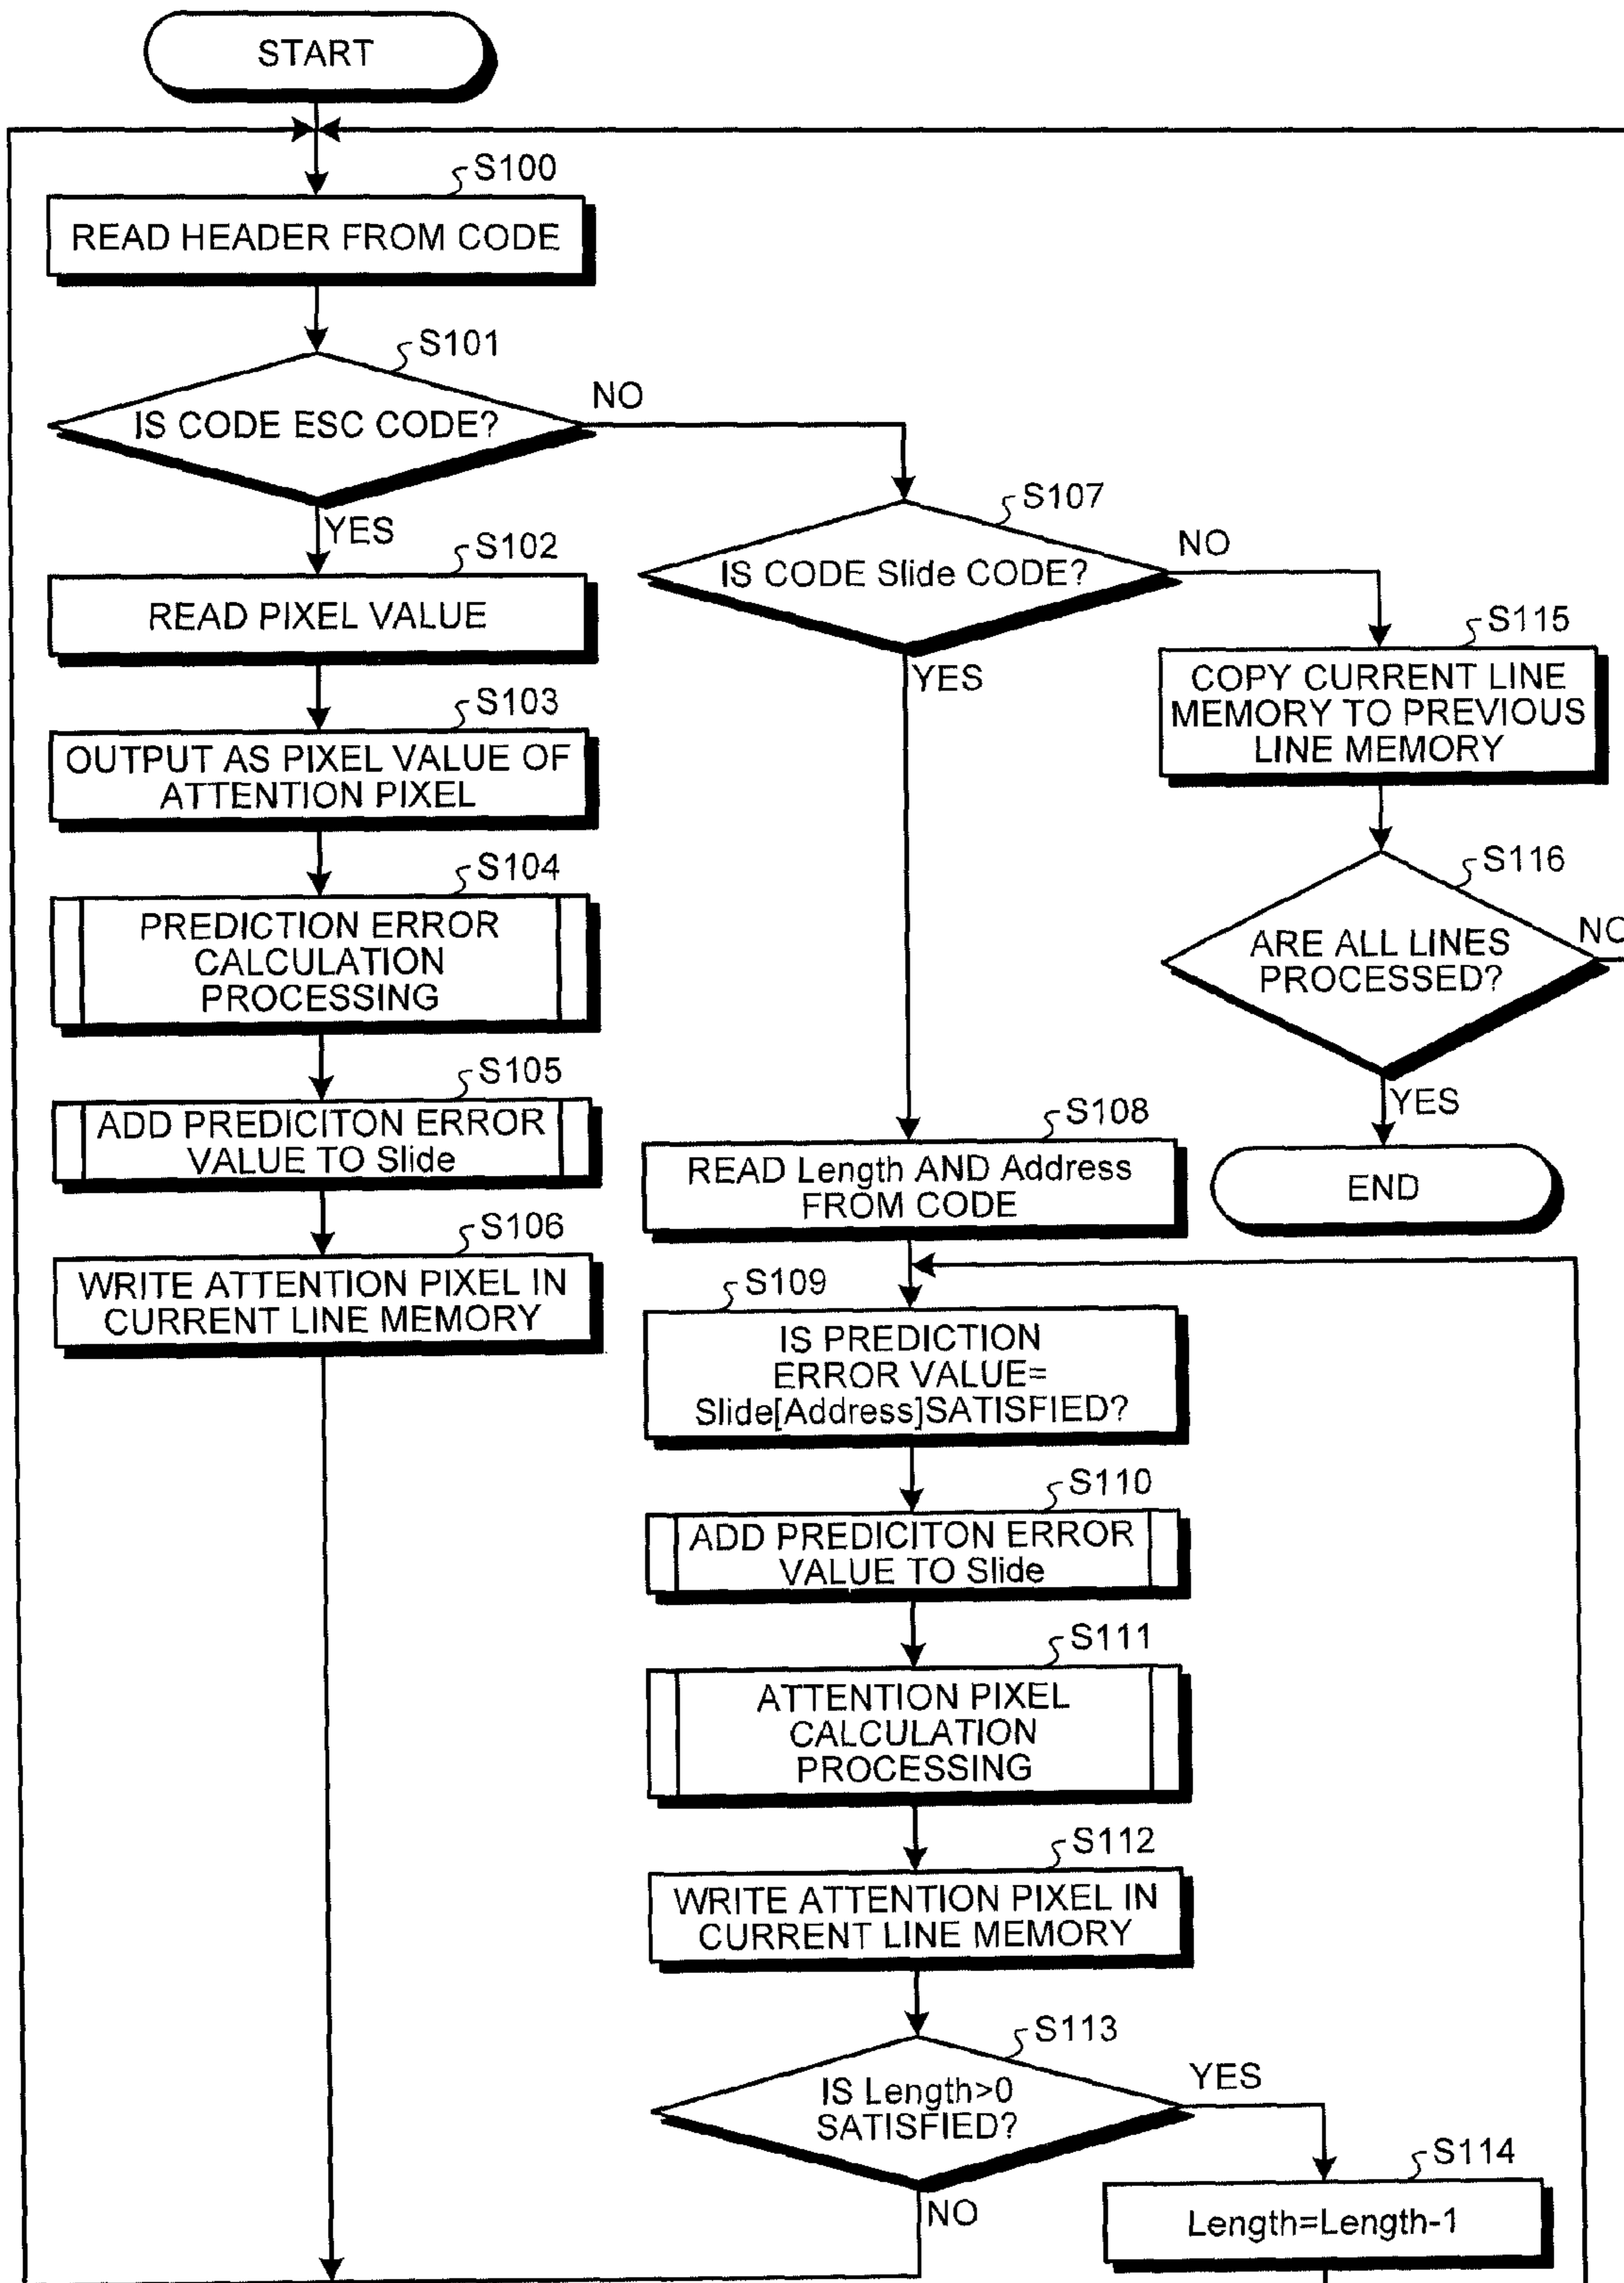 START
S100
READ HEADER FROM CODE
S101
IS CODE ESC CODE?
NO
YES
S102
READ PIXEL VALUE
S103
OUTPUT AS PIXEL VALUE OF
ATTENTION PIXEL
S104
PREDICTION ERROR
CALCULATION
PROCESSING
S105
ADD PREDICITON ERROR
VALUE TO Slide
S106
WRITE ATTENTION PIXEL IN
CURRENT LINE MEMORY
S107
IS CODE Slide CODE?
NO
YES
S108
READ Length AND Address
FROM CODE
S109
IS PREDICTION
ERROR VALUE=
Slide[Address]SATISFIED?
S110
ADD PREDICITON ERROR
VALUE TO Slide
S111
ATTENTION PIXEL
CALCULATION
PROCESSING
S112
WRITE ATTENTION PIXEL IN
CURRENT LINE MEMORY
S113
IS Length>0
SATISFIED?
YES
NO
S114
Length=Length-1
S115
COPY CURRENT LINE
MEMORY TO PREVIOUS
LINE MEMORY
S116
ARE ALL LINES
PROCESSED?
NO
YES
END